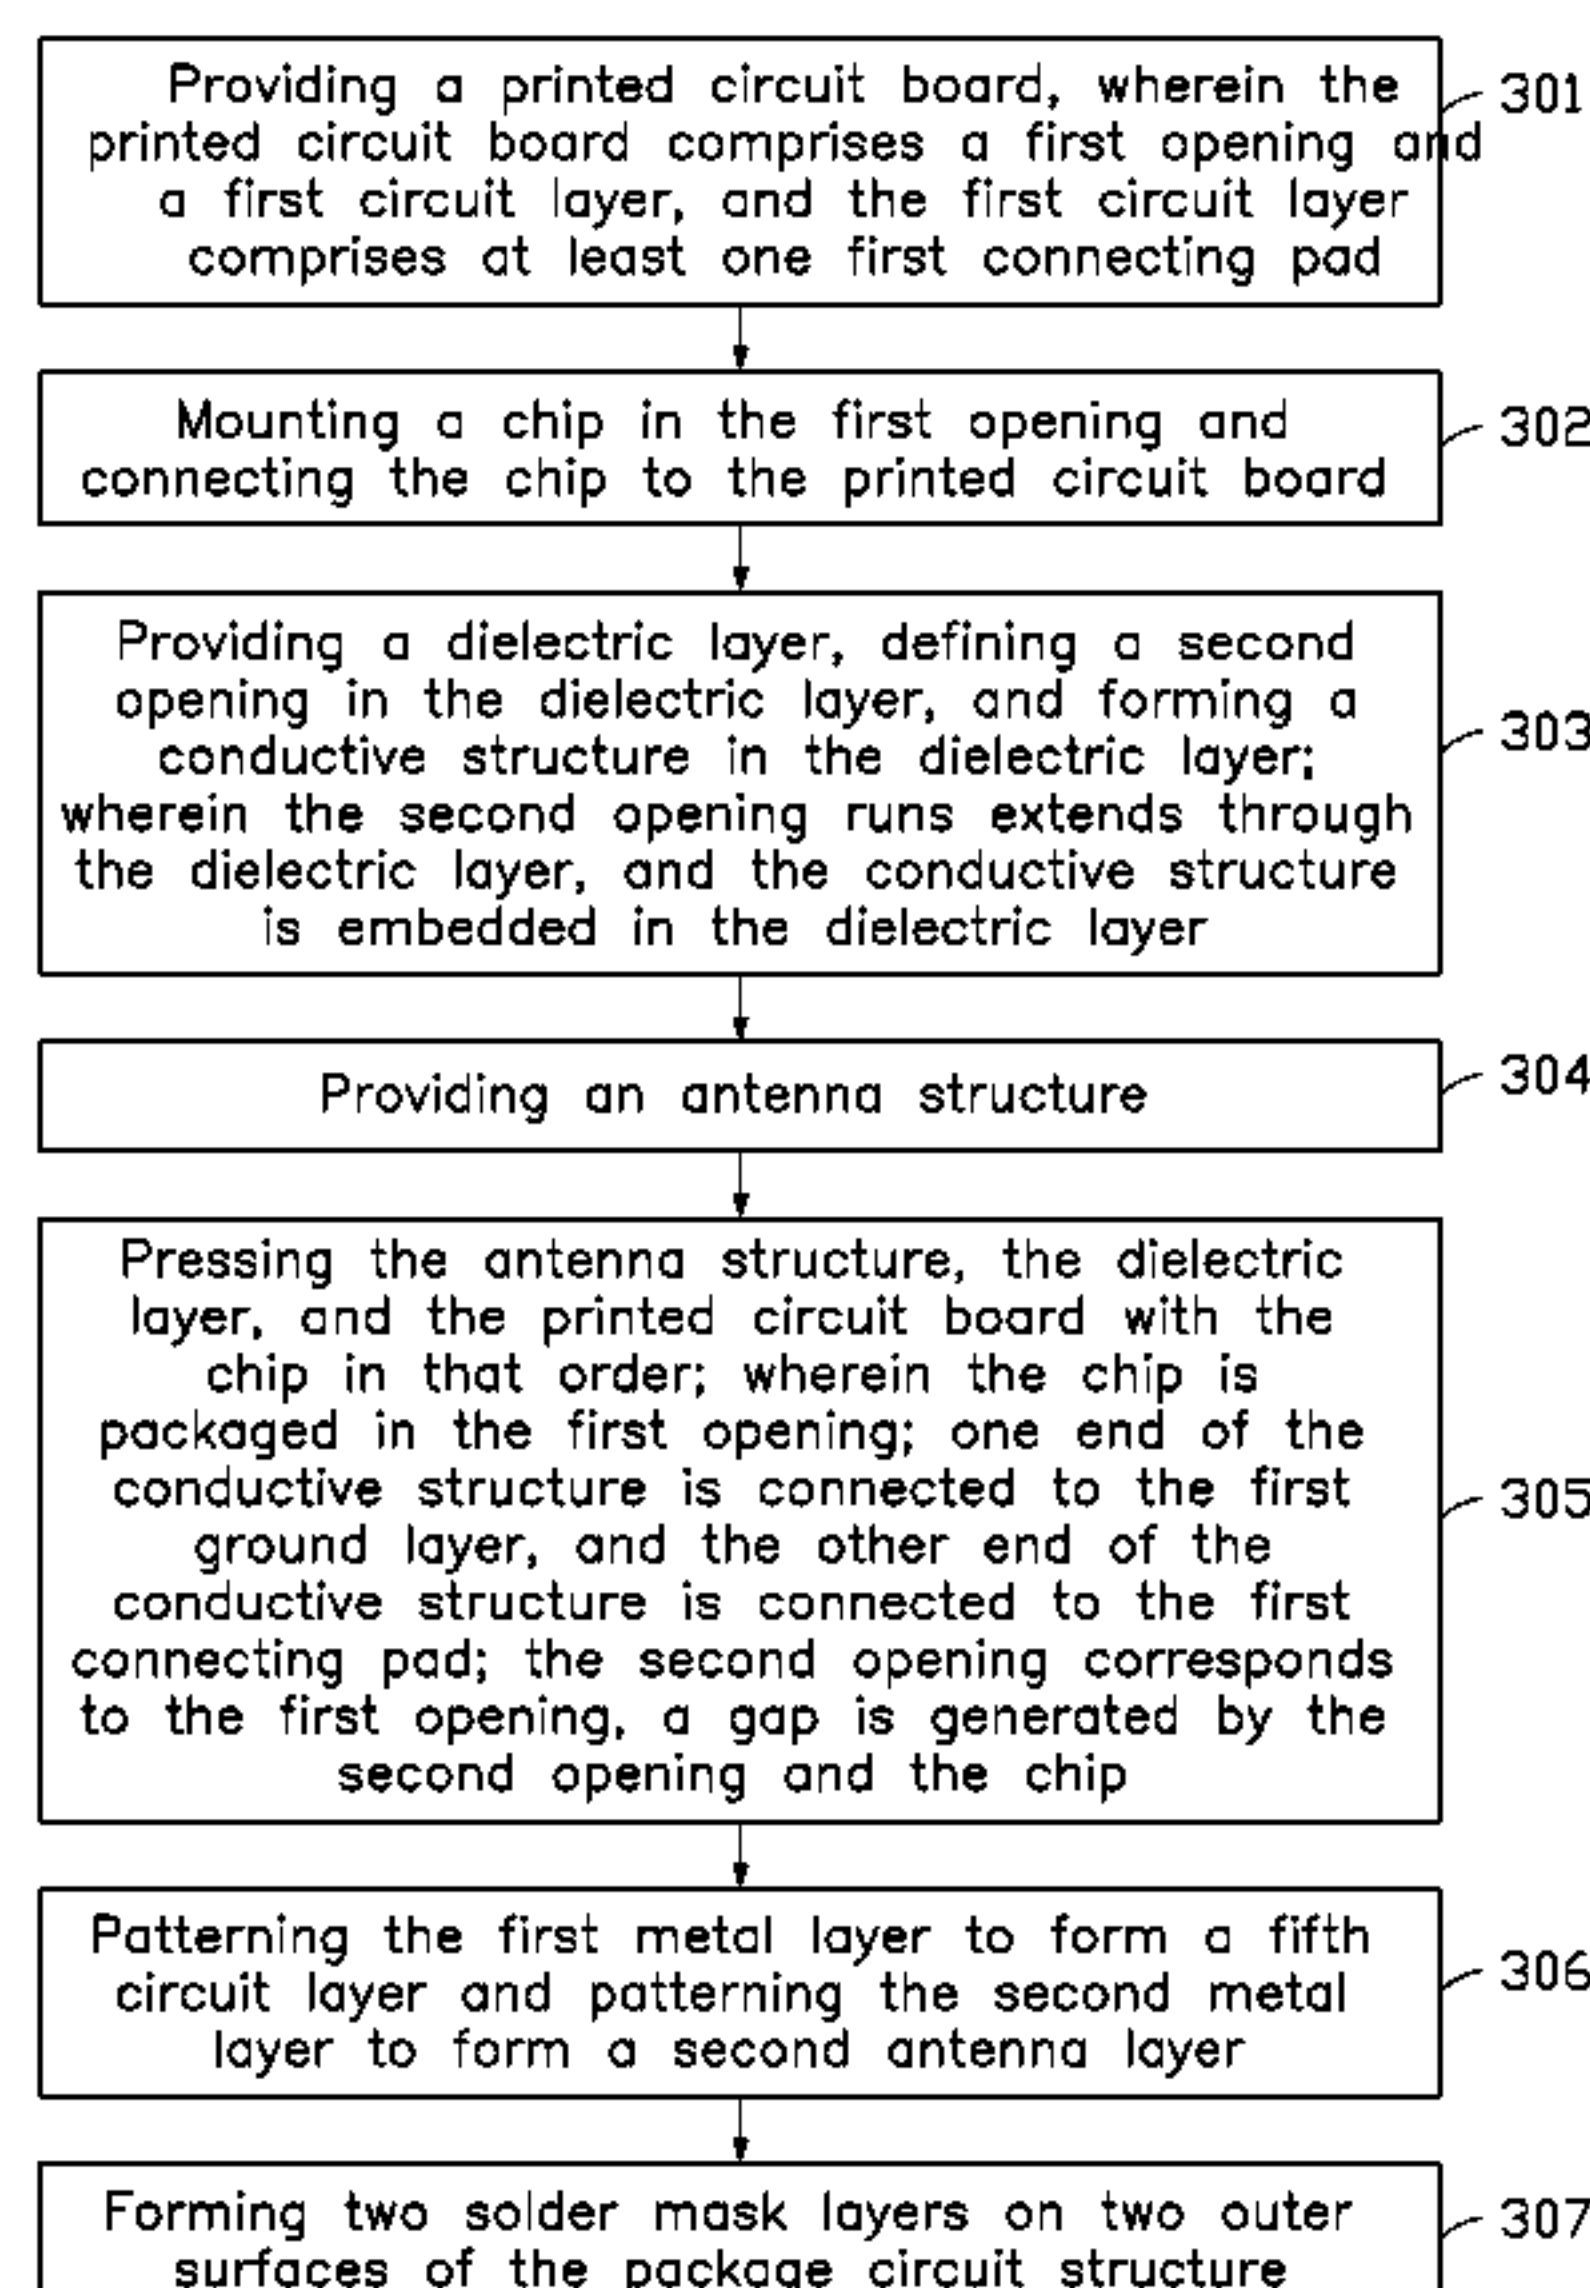 Providing a printed circuit board, wherein the
printed circuit board comprises a first opening and
a first circuit layer, and the first circuit layer
comprises at least one first connecting pad
301
Mounting a chip in the first opening and
connecting the chip to the printed circuit board
302
Providing a dielectric layer, defining a second
opening in the dielectric layer, and forming a
conductive structure in the dielectric layer;
wherein the second opening runs extends through
the dielectric layer, and the conductive structure
is embedded in the dielectric layer
303
Providing an antenna structure
304
Pressing the antenna structure, the dielectric
layer, and the printed circuit board with the
chip in that order; wherein the chip is
packaged in the first opening; one end of the
conductive structure is connected to the first
ground layer, and the other end of the
conductive structure is connected to the first
connecting pad; the second opening corresponds
to the first opening, a gap is generated by the
second opening and the chip
305
Patterning the first metal layer to form a fifth
circuit layer and patterning the second metal
layer to form a second antenna layer
306
Forming two solder mask layers on two outer
surfaces of the package circuit structure
307